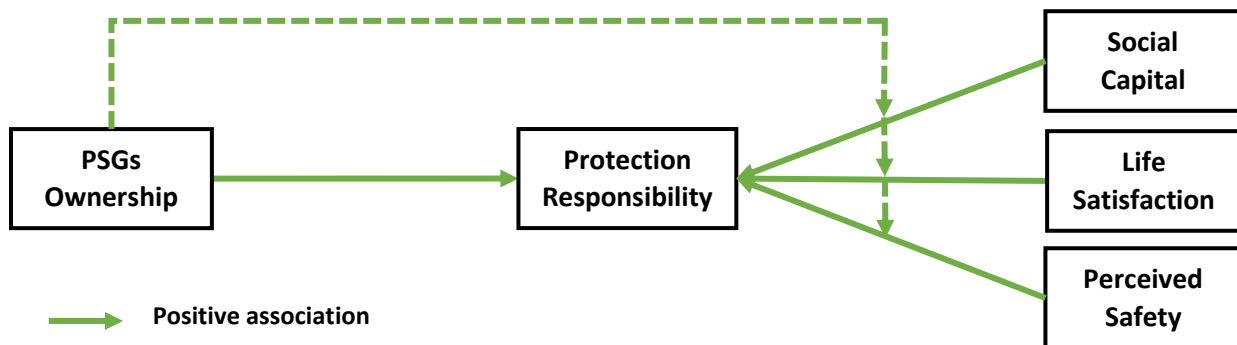 PSGs
Ownership
Protection
Responsibility
Social
Capital
Life
Satisfaction
Perceived
Safety
Positive association